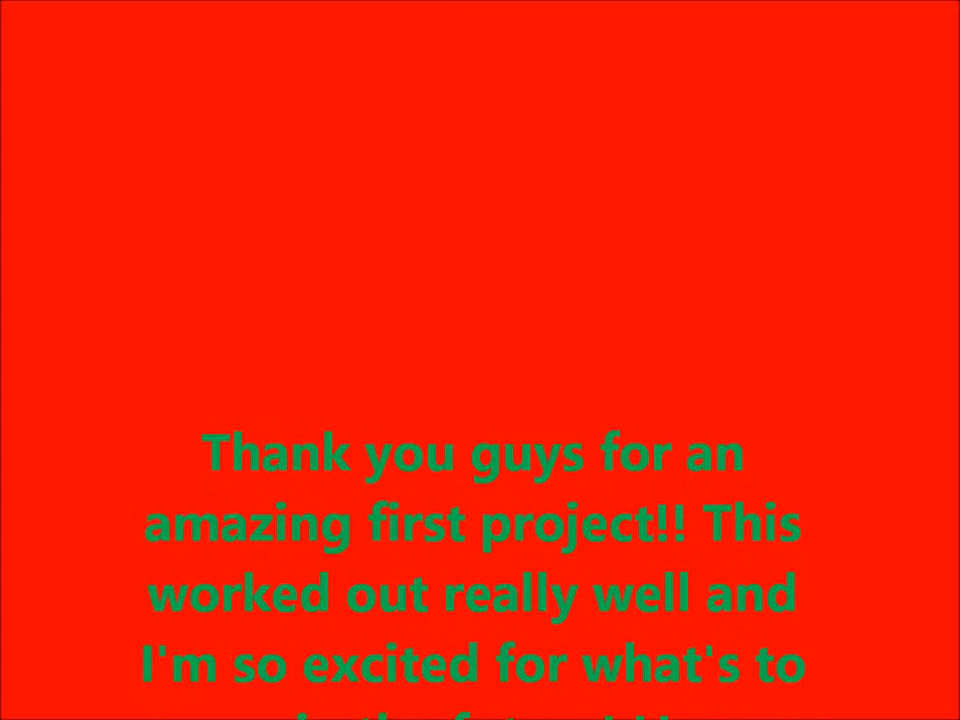 Thank you guys for an
amazing first project!! This
worked out really well and
I'm so excited for what's to